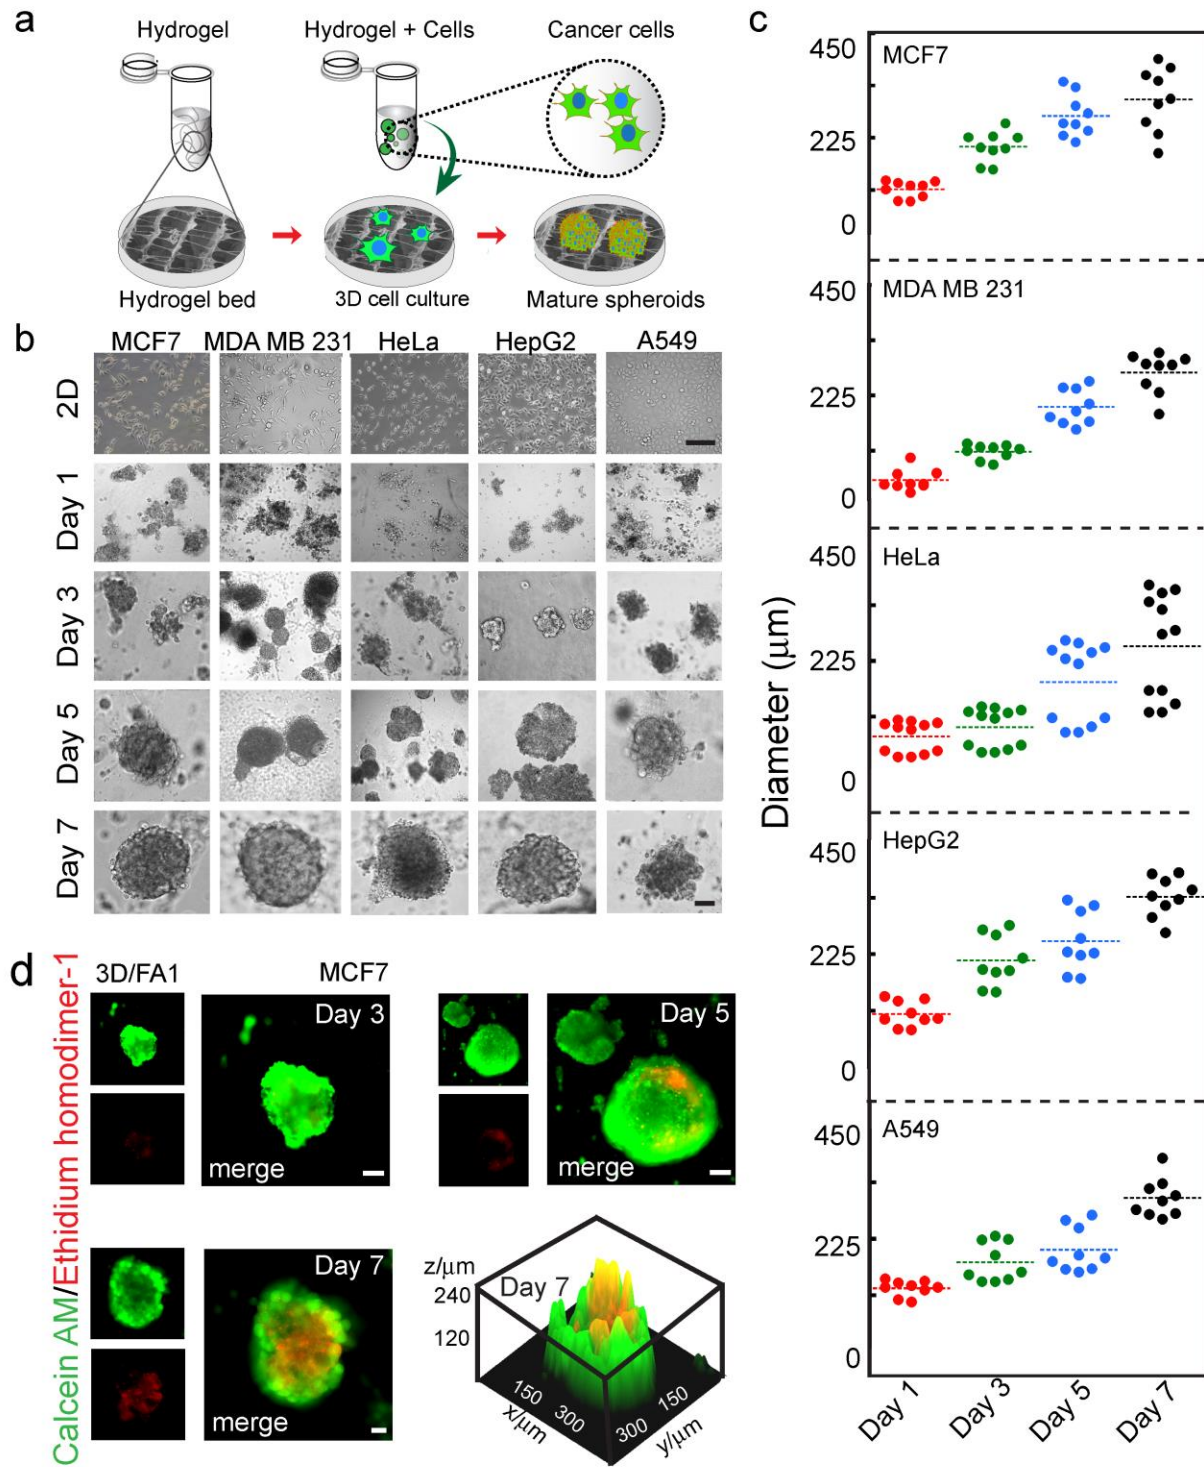 a
Hydrogel
Hydrogel + Cells
Cancer cells
Hydrogel bed
3D cell culture
Mature spheroids
b
MCF7 MDA MB 231 HeLa HepG2 A549
2D
Day 1
Day 3
Day 5
Day 7
c
Diameter (μm)
450
MCF7
225
0
450
MDA MB 231
225
0
450
HeLa
225
0
450
HepG2
225
0
450
A549
225
0
Day 1 Day 3 Day 5 Day 7
d
Calcein AM/Ethidium homodimer-1
3D/FA1
MCF7
Day 3
merge
Day 5
merge
Day 7
merge
z/μm
240
120
Day 7
150
300
x/μm
300
150
y/μm